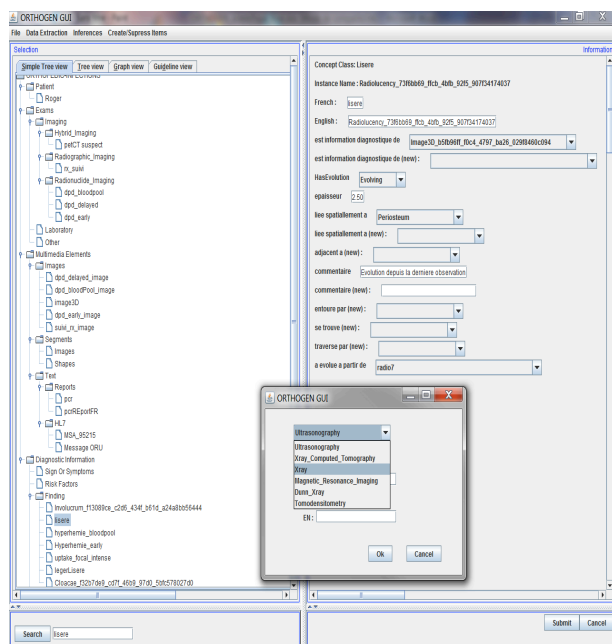 ORTHOGEN GUI
File Data Extraction Inferences Create/Supress Items
Selection
Simple Tree view Tree view Graph view Guideline view
Patient
Roger
Exams
Imaging
Hybrid_Imaging
petCT suspect
Radiographic_Imaging
rx_suivi
Radionuclide_Imaging
dpd_bloodpool
dpd_delayed
dpd_early
Laboratory
Other
Multimedia Elements
Images
dpd_delayed_image
dpd_bloodPool_image
image3D
dpd_early_image
suivi_rx_image
Segments
Images
Shapes
Text
Reports
pcr
pcrREportFR
HL7
MSA_95215
Message ORU
Diagnostic Information
Sign Or Symptoms
Risk Factors
Finding
Involucrum_f13089ce_c2d6_434f_b61d_a24a8bb56444
lisere
hyperhemie_bloodpool
Hyperhemie_early
uptake_focal_intense
legerLisere
Cloacae_f32b7de9_cd7f_46b9_97d0_5bfc578027d0
Search lisere
Information
Concept Class: Lisere
Instance Name : Radiolucency_73f6bb69_ffcb_4bfb_92f5_907f34174037
French : lisere
English : Radiolucency_73f6bb69_ffcb_4bfb_92f5_907f34174037
est information diagnostique de Image3D_b5fb96ff_f0c4_4797_ba26_029f8460c094
est information diagnostique de (new) :
HasEvolution Evolving
epaisseur 2.50
liee spatiallement a Periosteum
liee spatiallement a (new) :
adjacent a (new) :
commentaire Evolution depuis la derniere observation
commentaire (new) :
entoure par (new) :
se trouve (new) :
traverse par (new) :
a evolue a partir de radio7
ORTHOGEN GUI
Ultrasonography
Ultrasonography
Xray_Computed_Tomography
Xray
Magnetic_Resonance_Imaging
Dunn_Xray
Tomodensitometry
EN :
Ok Cancel
Submit Cancel